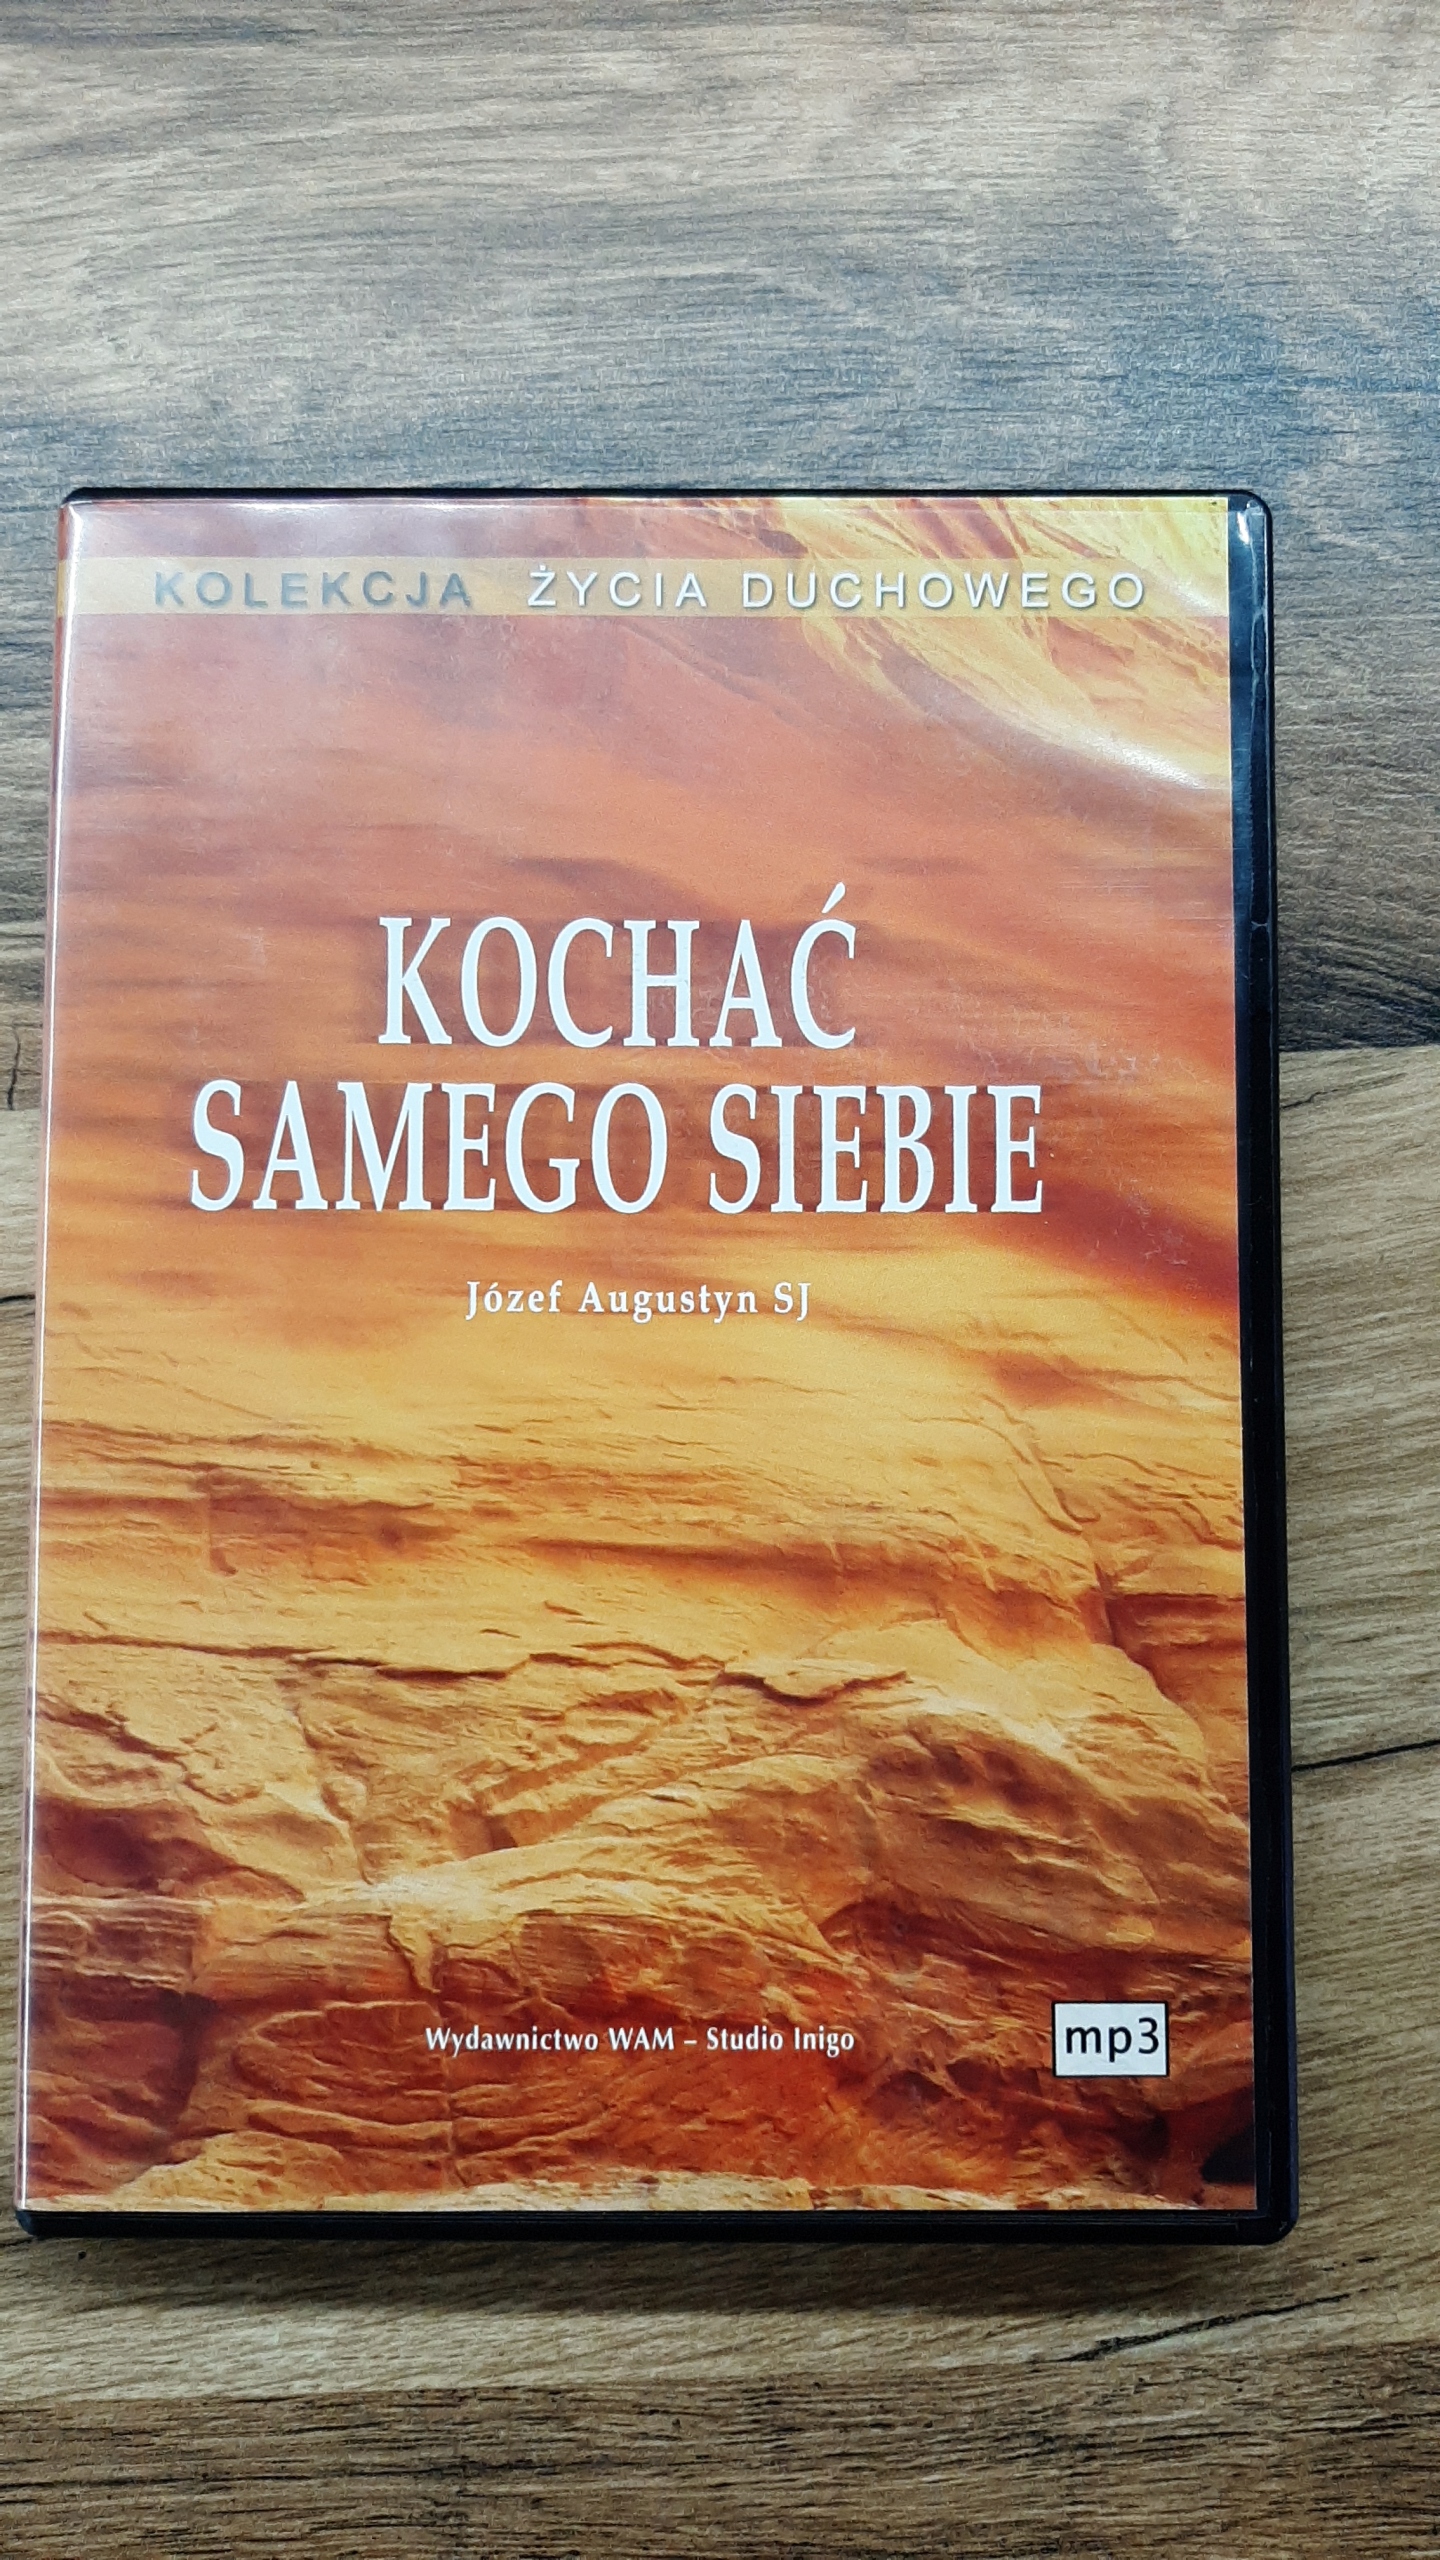 KOLEKCJA ŻYCIA DUCHOWEGO
KOCHAĆ
SAMEGO SIEBIE
Józef Augustyn SJ
Wydawnictwo WAM – Studio Inigo
mp3